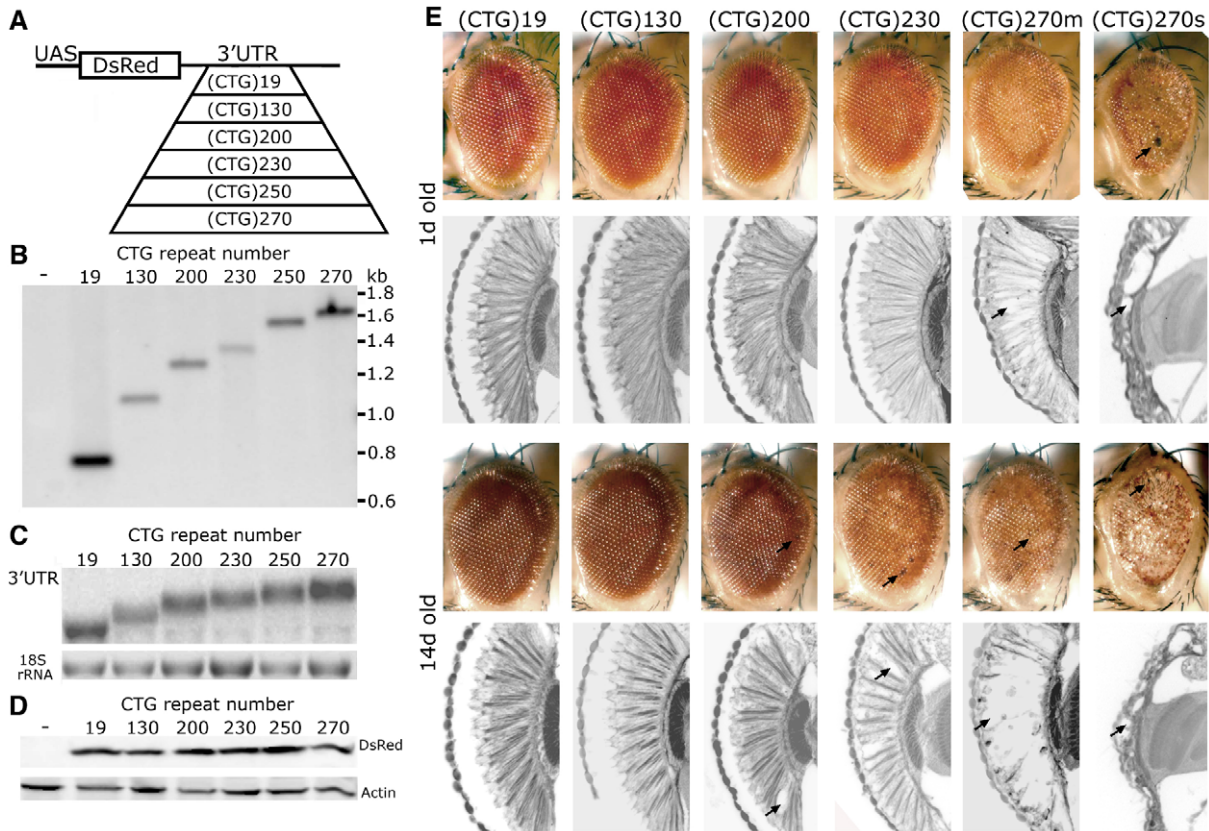 A
UAS
DsRed
3'UTR
(CTG)19
(CTG)130
(CTG)200
(CTG)230
(CTG)250
(CTG)270
B
CTG repeat number
- 19 130 200 230 250 270 kb
1.8
1.6
1.4
1.2
1.0
0.8
0.6
C
CTG repeat number
19 130 200 230 250 270
3'UTR
18S
rRNA
D
CTG repeat number
- 19 130 200 230 250 270
DsRed
Actin
E
(CTG)19 (CTG)130 (CTG)200 (CTG)230 (CTG)270m (CTG)270s
1d old
14d old